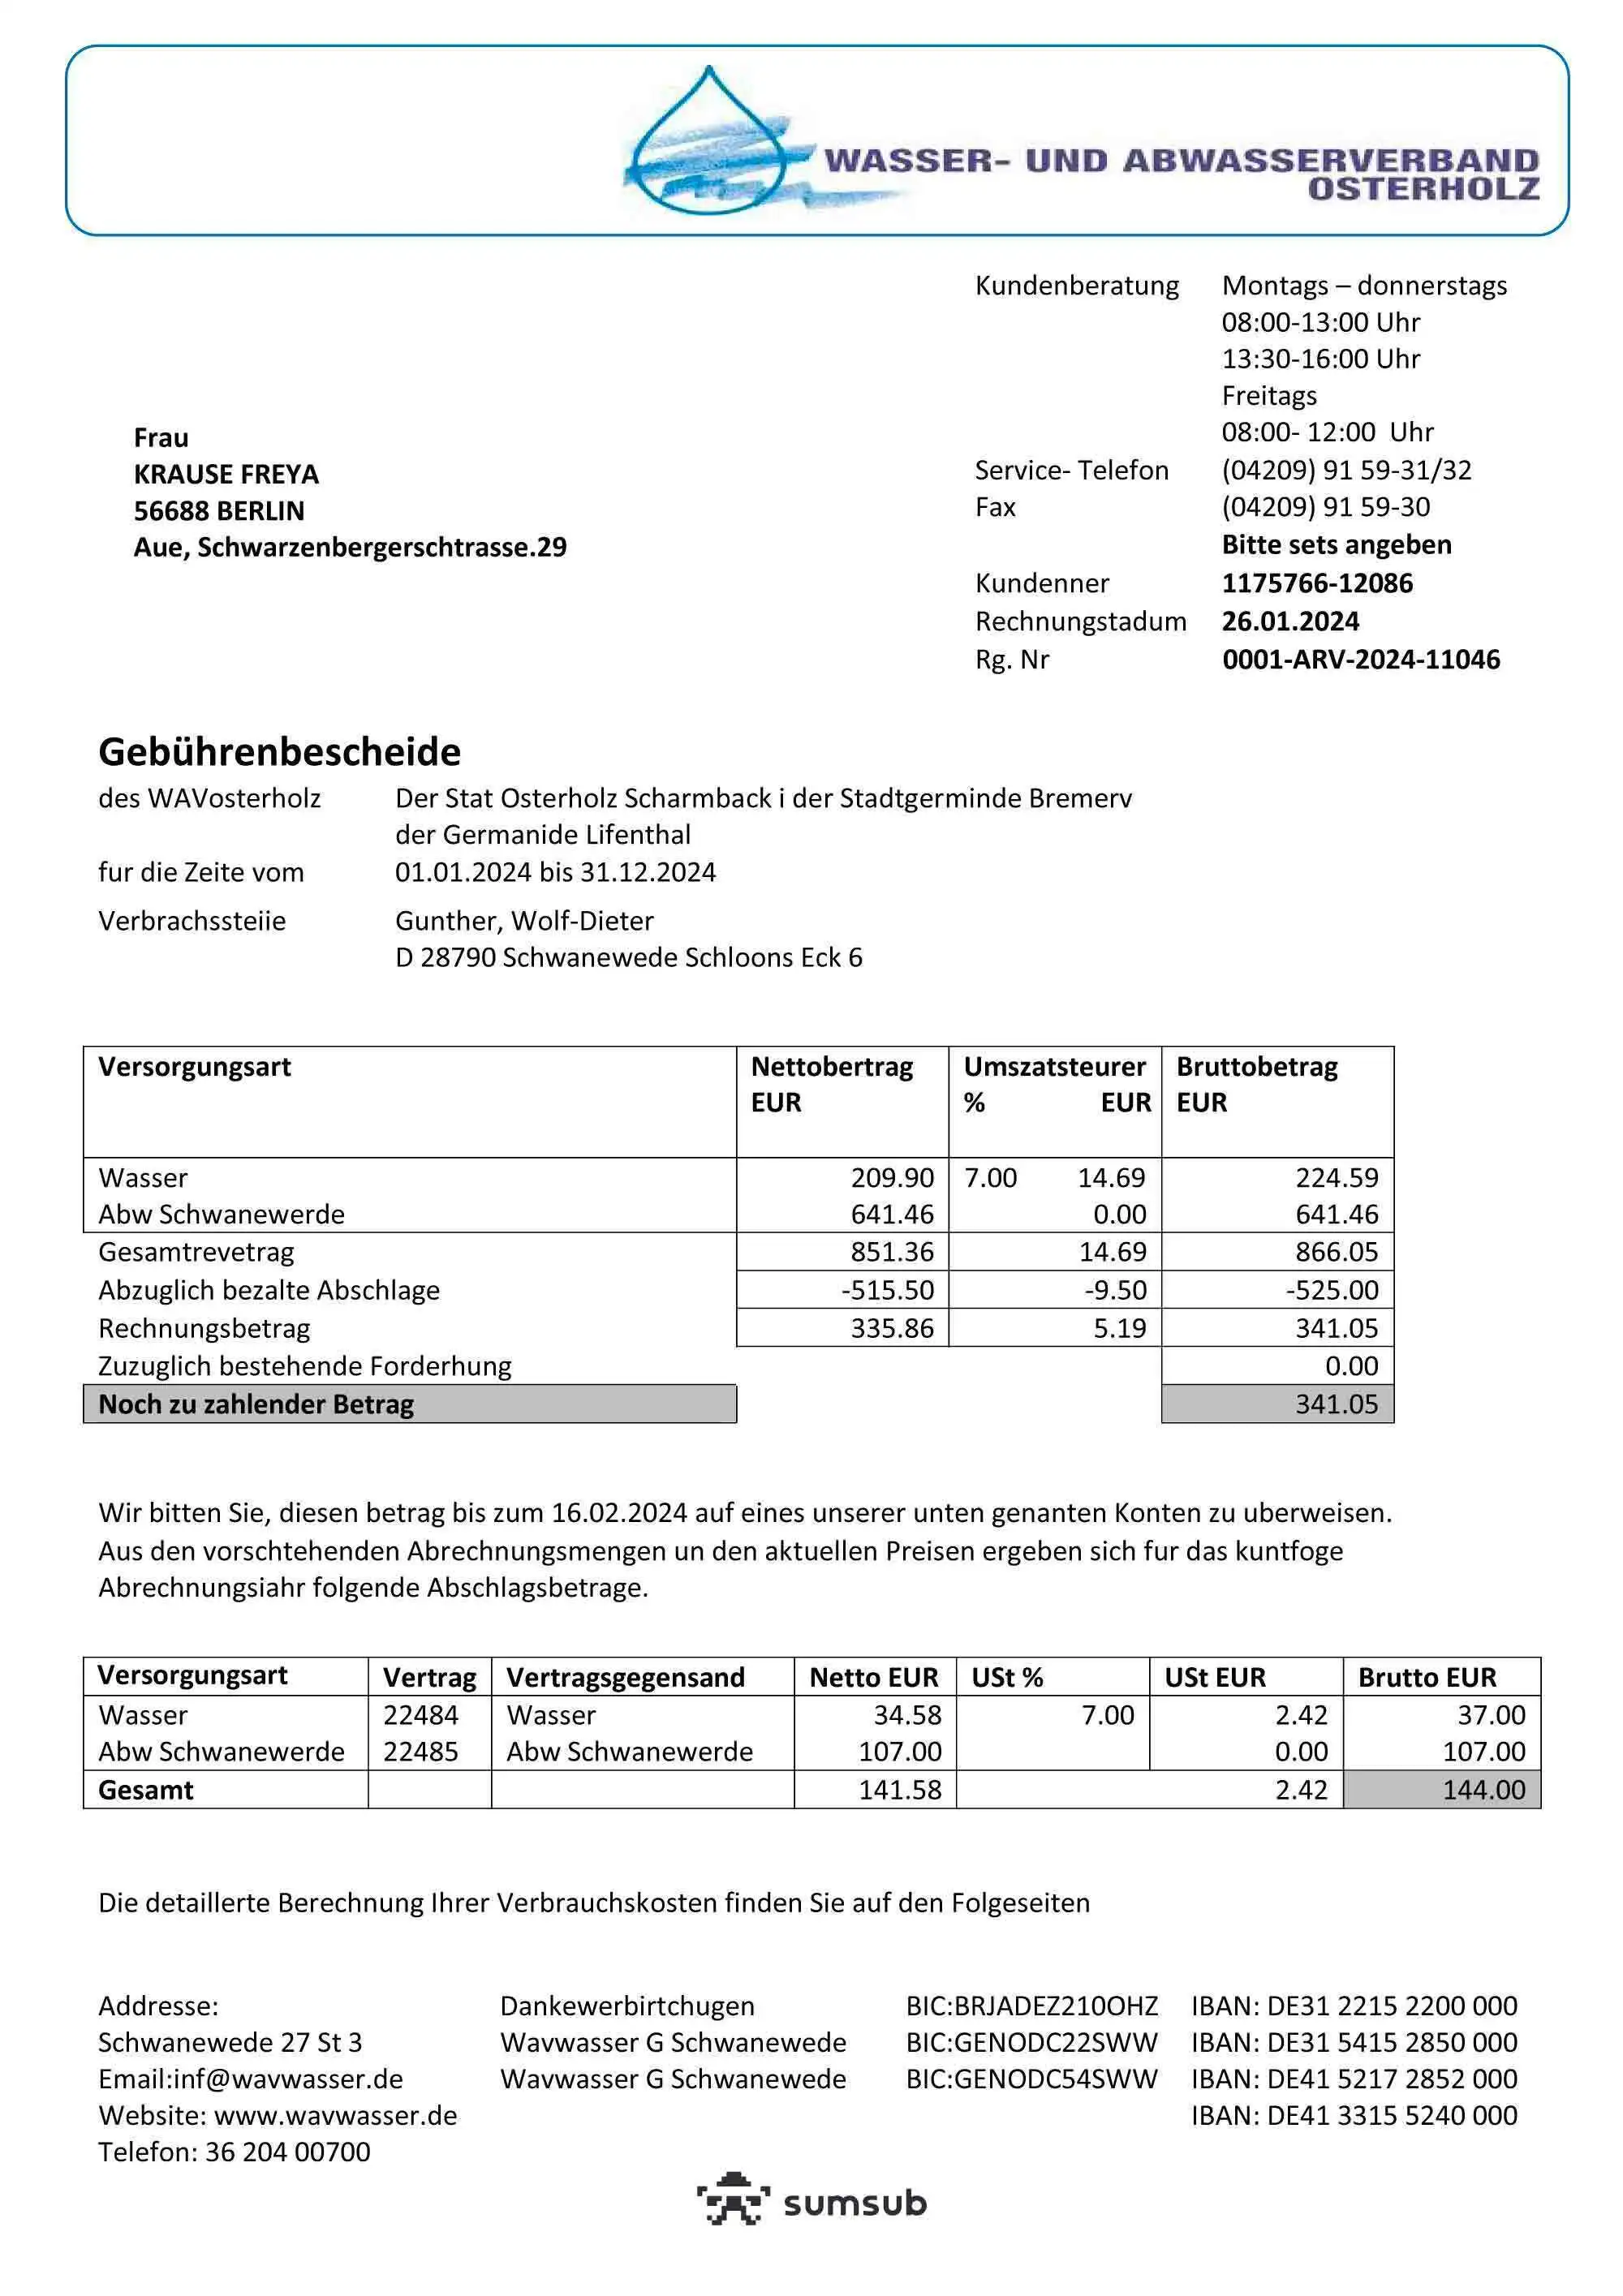 WASSER- UND ABWASSERVERBAND
OSTERHOLZ
Kundenberatung Montags – donnerstags
08:00-13:00 Uhr
13:30-16:00 Uhr
Freitags
08:00- 12:00 Uhr
Service- Telefon (04209) 91 59-31/32
Fax (04209) 91 59-30
Bitte sets angeben
Kundenner 1175766-12086
Rechnungstadum 26.01.2024
Rg. Nr 0001-ARV-2024-11046
Frau
KRAUSE FREYA
56688 BERLIN
Aue, Schwarzenbergerschtrasse.29
Gebührenbescheide
des WAVosterholz Der Stat Osterholz Scharmback i der Stadtgerminde Bremerv
der Germanide Lifenthal
fur die Zeite vom 01.01.2024 bis 31.12.2024
Verbrachssteiie Gunther, Wolf-Dieter
D 28790 Schwanewede Schloons Eck 6
Versorgungsart Nettobertrag Umszatsteurer Bruttobetrag
EUR % EUR EUR
Wasser 209.90 7.00 14.69 224.59
Abw Schwanewerde 641.46 0.00 641.46
Gesamtrevetrag 851.36 14.69 866.05
Abzuglich bezalte Abschlage -515.50 -9.50 -525.00
Rechnungsbetrag 335.86 5.19 341.05
Zuzuglich bestehende Forderhung 0.00
Noch zu zahlender Betrag 341.05
Wir bitten Sie, diesen betrag bis zum 16.02.2024 auf eines unserer unten genanten Konten zu uberweisen.
Aus den vorschtehenden Abrechnungsmengen un den aktuellen Preisen ergeben sich fur das kuntfoge
Abrechnungsiahr folgende Abschlagsbetrage.
Versorgungsart Vertrag Vertragsgegensand Netto EUR USt % USt EUR Brutto EUR
Wasser 22484 Wasser 34.58 7.00 2.42 37.00
Abw Schwanewerde 22485 Abw Schwanewerde 107.00 0.00 107.00
Gesamt 141.58 2.42 144.00
Die detaillerte Berechnung Ihrer Verbrauchskosten finden Sie auf den Folgeseiten
Addresse: Dankewerbirtchugen BIC:BRJADEZ21OOHZ IBAN: DE31 2215 2200 000
Schwanewede 27 St 3 Wavwasser G Schwanewede BIC:GENODC22SWW IBAN: DE31 5415 2850 000
Email:inf@wavwasser.de Wavwasser G Schwanewede BIC:GENODC54SWW IBAN: DE41 5217 2852 000
Website: www.wavwasser.de IBAN: DE41 3315 5240 000
Telefon: 36 204 00700
sumsub